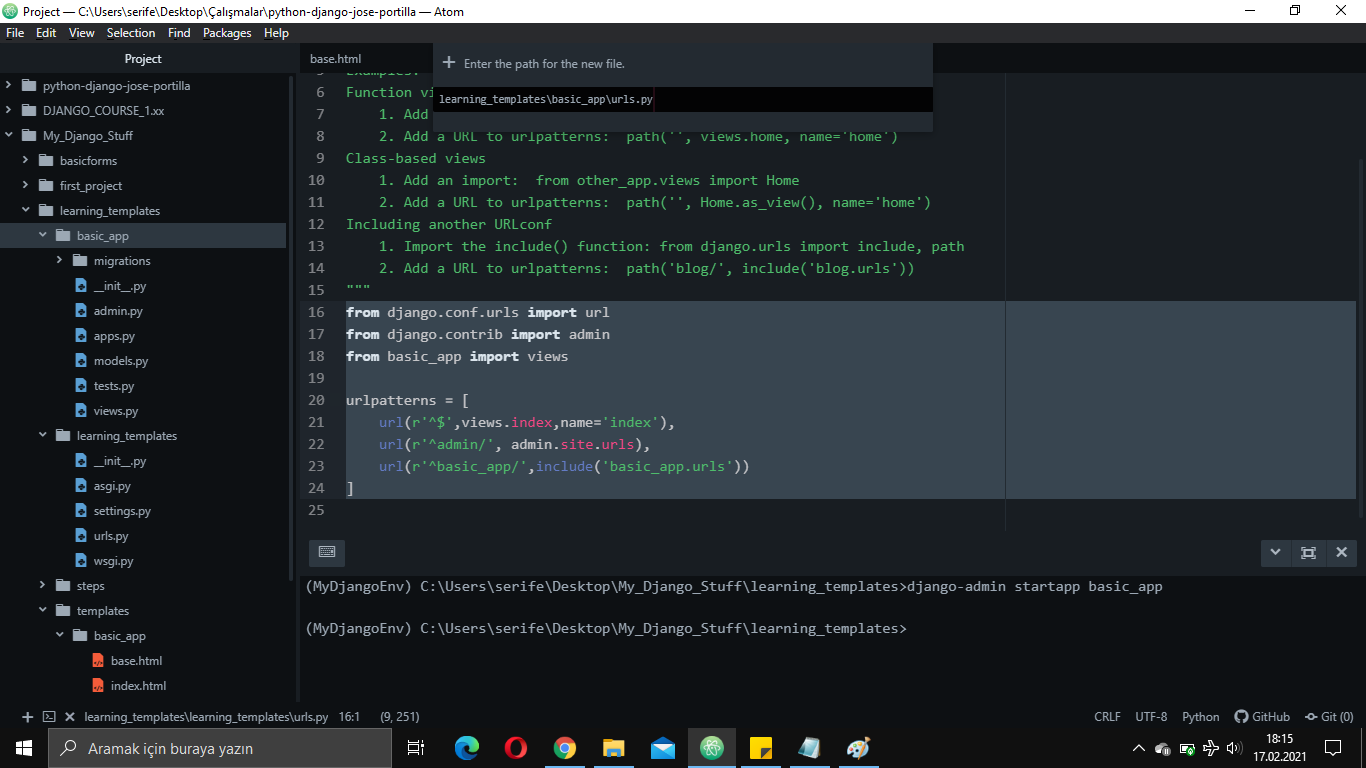 Project — C:\Users\serife\Desktop\Çalışmalar\python-django-jose-portilla — Atom
File Edit View Selection Find Packages Help
Project
python-django-jose-portilla
DJANGO_COURSE_1.xx
My_Django_Stuff
basicforms
first_project
learning_templates
basic_app
migrations
__init__.py
admin.py
apps.py
models.py
tests.py
views.py
learning_templates
__init__.py
asgi.py
settings.py
urls.py
wsgi.py
steps
templates
basic_app
base.html
index.html
base.html
Enter the path for the new file.
learning_templates\basic_app\urls.py
5 Examples:
6 Function vi
7 1. Add
8 2. Add a URL to urlpatterns:  path('', views.home, name='home')
9 Class-based views
10 1. Add an import:  from other_app.views import Home
11 2. Add a URL to urlpatterns:  path('', Home.as_view(), name='home')
12 Including another URLconf
13 1. Import the include() function: from django.urls import include, path
14 2. Add a URL to urlpatterns:  path('blog/', include('blog.urls'))
15 """
16 from django.conf.urls import url
17 from django.contrib import admin
18 from basic_app import views
19
20 urlpatterns = [
21 url(r'^$',views.index,name='index'),
22 url(r'^admin/', admin.site.urls),
23 url(r'^basic_app/',include('basic_app.urls'))
24 ]
25
(MyDjangoEnv) C:\Users\serife\Desktop\My_Django_Stuff\learning_templates>django-admin startapp basic_app
(MyDjangoEnv) C:\Users\serife\Desktop\My_Django_Stuff\learning_templates>
learning_templates\learning_templates\urls.py 16:1 (9, 251) CRLF UTF-8 Python GitHub Git (0)
Aramak için buraya yazın
18:15
17.02.2021